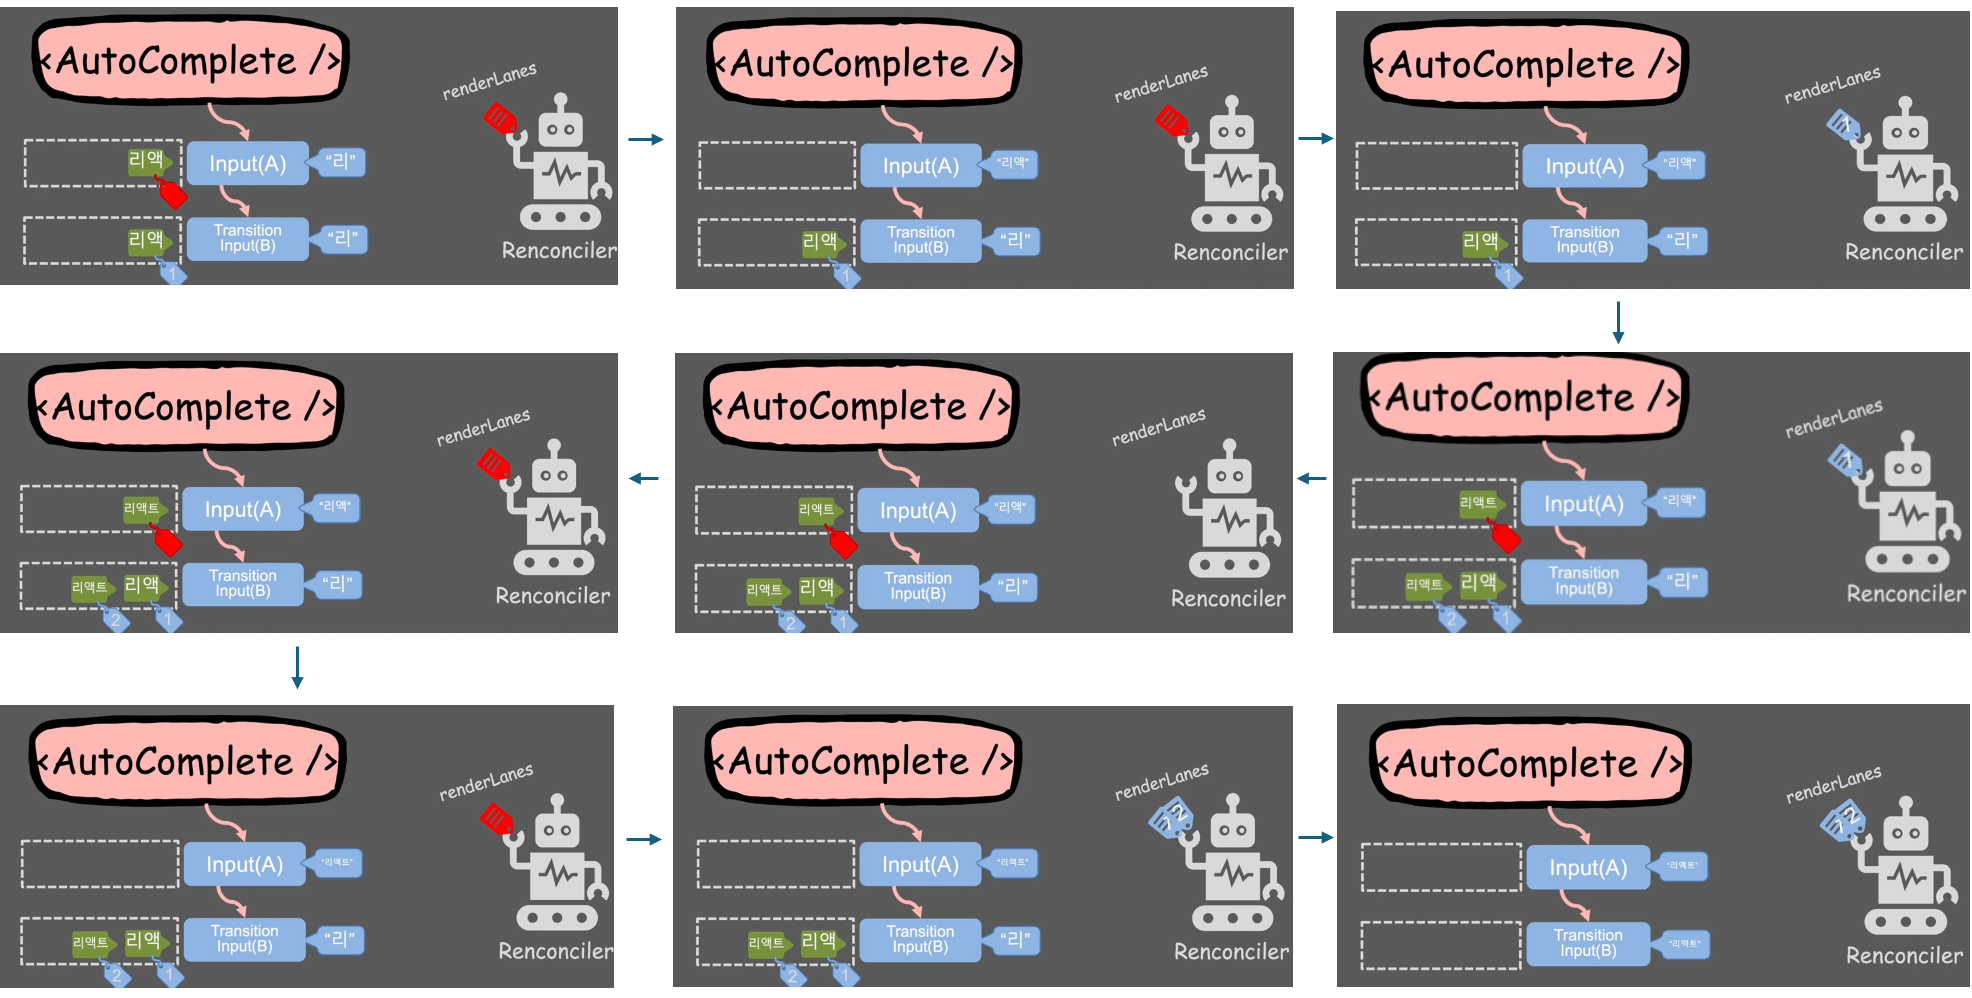 <AutoComplete />
renderLanes
리액
Input(A)
“리”
리액
1
Transition
Input(B)
“리”
Renconciler
<AutoComplete />
renderLanes
Input(A)
“리액”
리액
1
Transition
Input(B)
“리”
Renconciler
<AutoComplete />
renderLanes
1
Input(A)
“리액”
리액
1
Transition
Input(B)
“리”
Renconciler
<AutoComplete />
renderLanes
1
리액트
Input(A)
“리액”
리액트
2
리액
1
Transition
Input(B)
“리”
Renconciler
<AutoComplete />
renderLanes
리액트
Input(A)
“리액”
리액트
2
리액
1
Transition
Input(B)
“리”
Renconciler
<AutoComplete />
renderLanes
리액트
Input(A)
“리액”
리액트
2
리액
1
Transition
Input(B)
“리”
Renconciler
<AutoComplete />
renderLanes
Input(A)
“리액트”
리액트
2
리액
1
Transition
Input(B)
“리”
Renconciler
<AutoComplete />
renderLanes
1 2
Input(A)
“리액트”
리액트
2
리액
1
Transition
Input(B)
“리”
Renconciler
<AutoComplete />
renderLanes
1 2
Input(A)
“리액트”
Transition
Input(B)
“리액트”
Renconciler